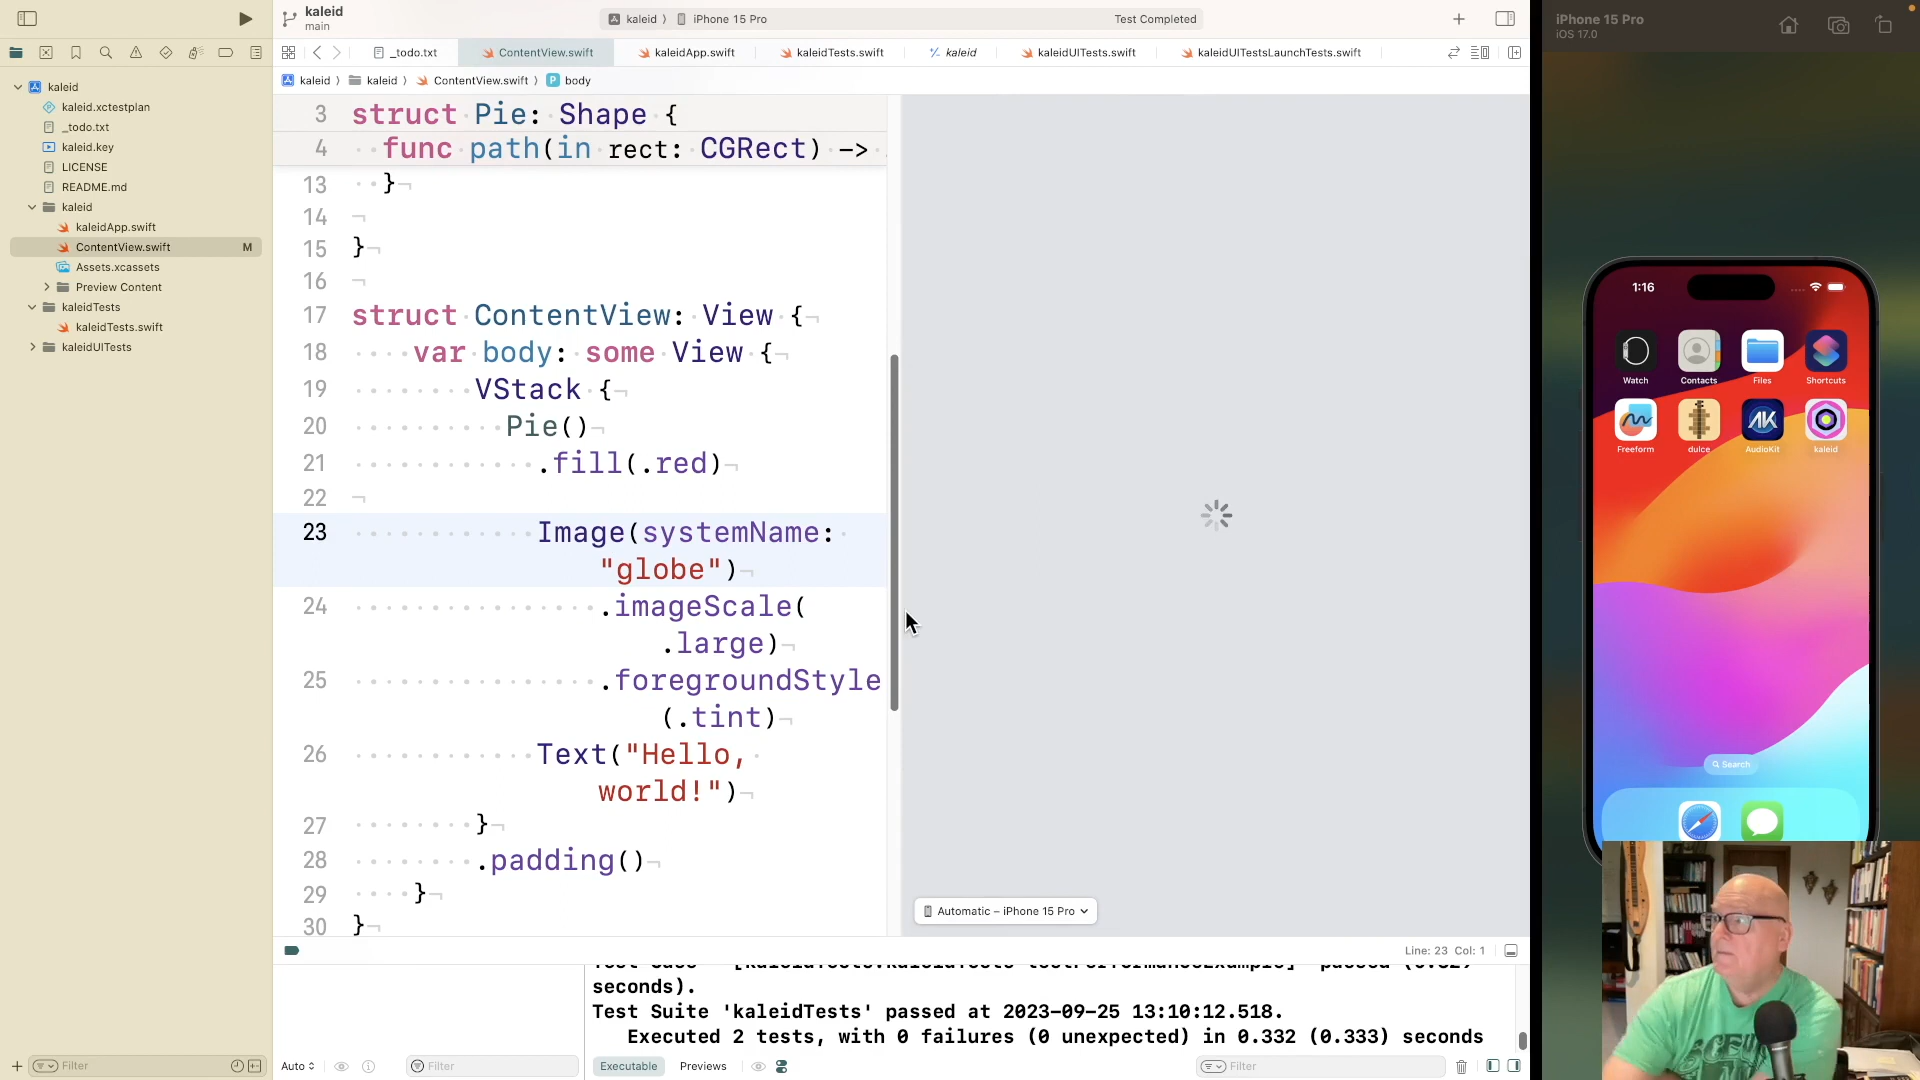 kaleid
main
kaleid
iPhone 15 Pro
Test Completed
iPhone 15 Pro
iOS 17.0
_todo.txt
ContentView.swift
kaleidApp.swift
kaleidTests.swift
kaleid
kaleidUITests.swift
kaleidUITestsLaunchTests.swift
kaleid
kaleid
ContentView.swift
P body
kaleid
kaleid.xctestplan
_todo.txt
kaleid.key
LICENSE
README.md
kaleid
kaleidApp.swift
ContentView.swift M
Assets.xcassets
Preview Content
kaleidTests
kaleidTests.swift
kaleidUITests
3 struct Pie: Shape {
4 func path(in rect: CGRect) ->
13 }
14
15 }
16
17 struct ContentView: View {
18 var body: some View {
19 VStack {
20 Pie()
21 .fill(.red)
22
23 Image(systemName:
"globe")
24 .imageScale(
.large)
25 .foregroundStyle
(.tint)
26 Text("Hello,
world!")
27 }
28 .padding()
29 }
30 }
Automatic – iPhone 15 Pro
Line: 23 Col: 1
seconds).
Test Suite 'kaleidTests' passed at 2023-09-25 13:10:12.518.
Executed 2 tests, with 0 failures (0 unexpected) in 0.332 (0.333) seconds
Filter
Auto
Filter
Executable
Previews
Filter
1:16
Watch
Contacts
Files
Shortcuts
Freeform
dulce
AudioKit
kaleid
Search